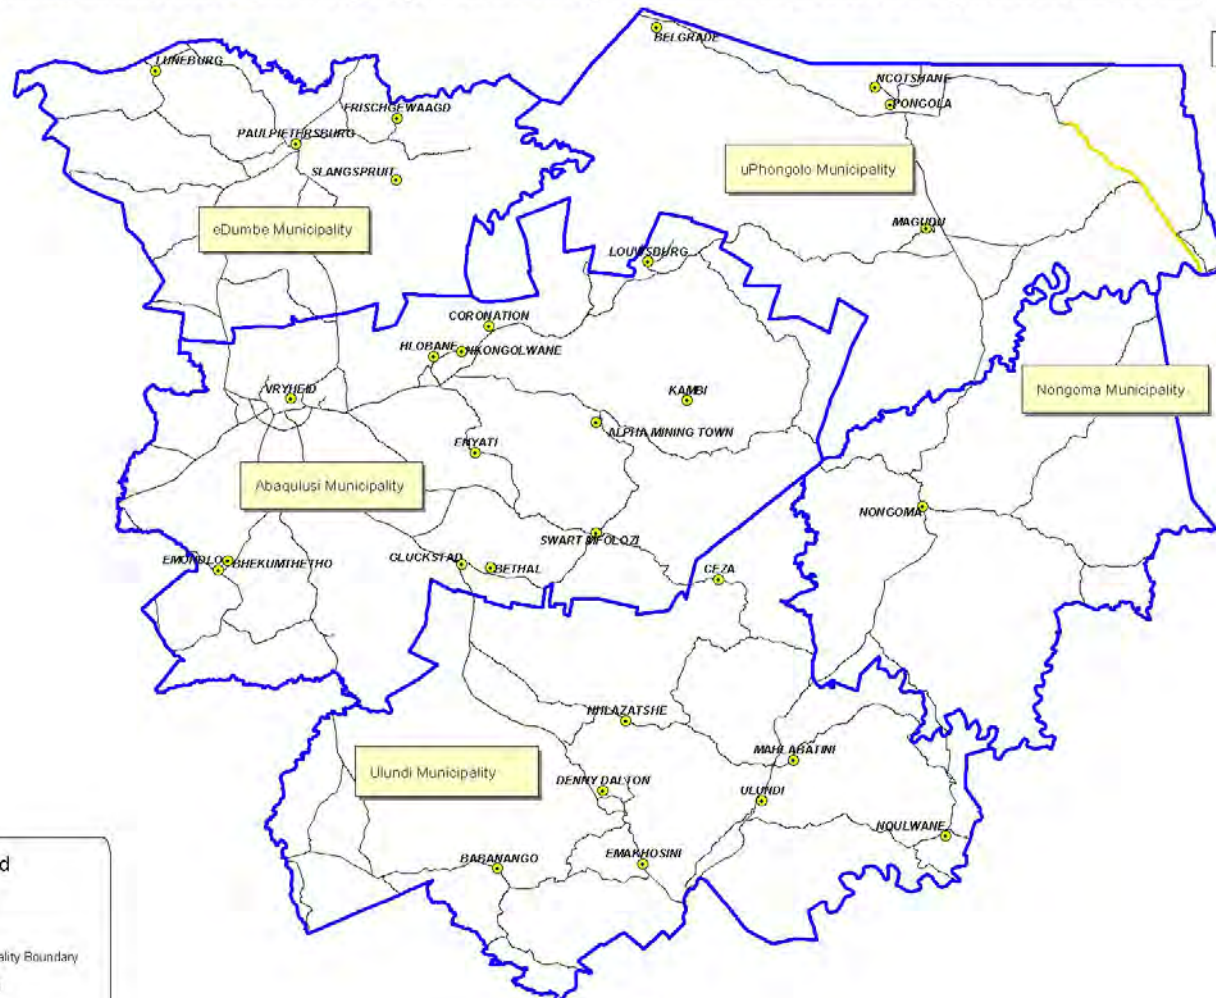 BELGRADE
LUNEBURG
NCOTSHANE
PONGOLA
FRISCHGEWAAGD
PAULPIETERSBURG
SLANGSPRUIT
uPhongolo Municipality
eDumbe Municipality
MAGUDU
LOUWSBURG
CORONATION
HLOBANE
NKONGOLWANE
VRYHEID
KAMBI
Nongoma Municipality
ALPHA MINING TOWN
ENYATI
Abaqulusi Municipality
NONGOMA
SWART MFOLOZI
EMONDLO
BHEKUMTHETHO
GLUCKSTAD
BETHAL
CEZA
NHLAZATSHE
MAHLABATINI
Ulundi Municipality
DENNY DALTON
ULUNDI
NQULWANE
BABANANGO
EMAKHOSINI
d
ality Boundary